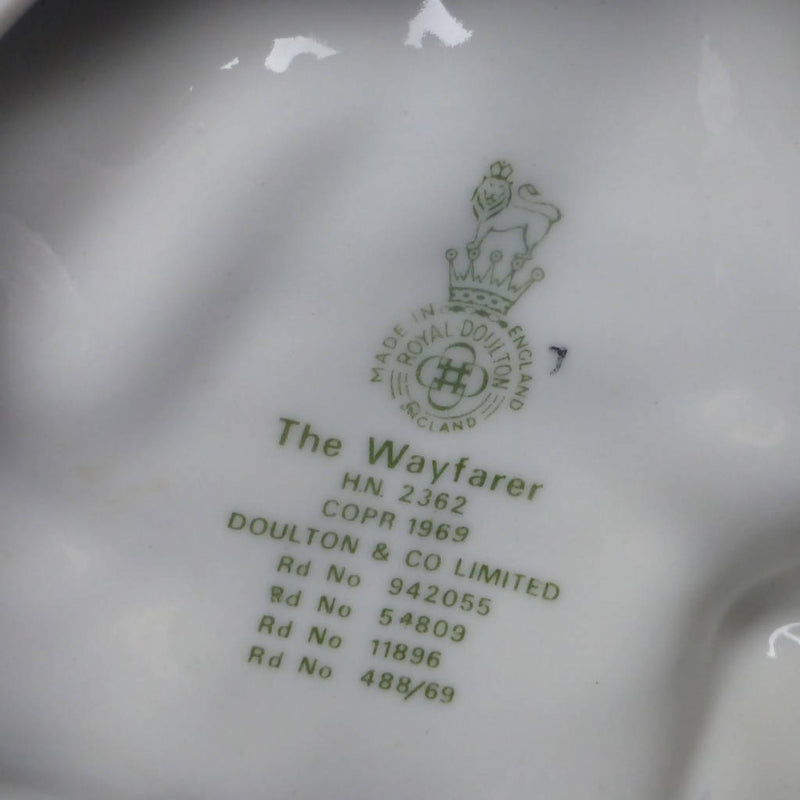 MADE IN ENGLAND
ROYAL DOULTON
ENGLAND
The Wayfarer
H.N. 2362
COPR 1969
DOULTON & CO LIMITED
Rd No 942055
Rd No 54809
Rd No 11896
Rd No 488/69